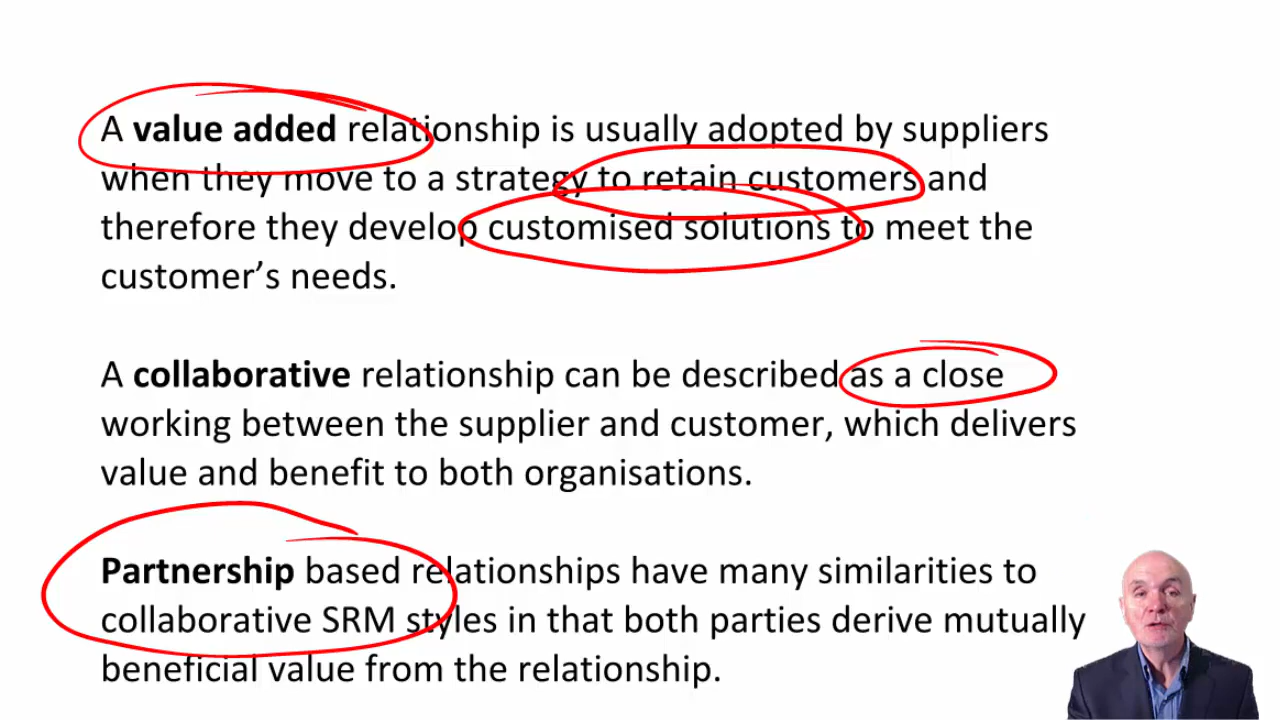 A value added relationship is usually adopted by suppliers
when they move to a strategy to retain customers and
therefore they develop customised solutions to meet the
customer’s needs.
A collaborative relationship can be described as a close
working between the supplier and customer, which delivers
value and benefit to both organisations.
Partnership based relationships have many similarities to
collaborative SRM styles in that both parties derive mutually
beneficial value from the relationship.